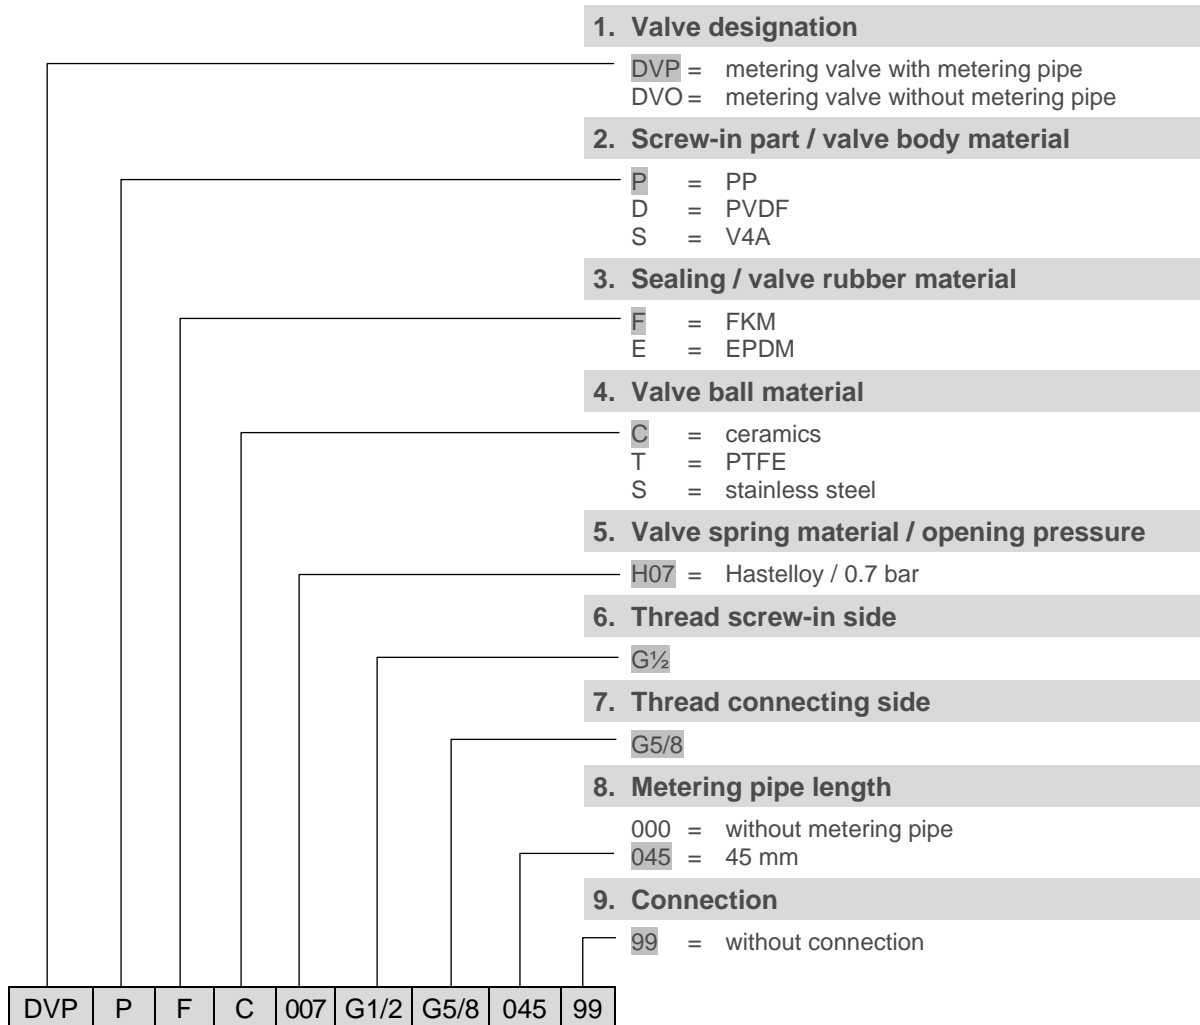 1. Valve designation
DVP = metering valve with metering pipe
DVO = metering valve without metering pipe
2. Screw-in part / valve body material
P = PP
D = PVDF
S = V4A
3. Sealing / valve rubber material
F = FKM
E = EPDM
4. Valve ball material
C = ceramics
T = PTFE
S = stainless steel
5. Valve spring material / opening pressure
H07 = Hastelloy / 0.7 bar
6. Thread screw-in side
G½
7. Thread connecting side
G5/8
8. Metering pipe length
000 = without metering pipe
045 = 45 mm
9. Connection
99 = without connection
DVP P F C 007 G1/2 G5/8 045 99